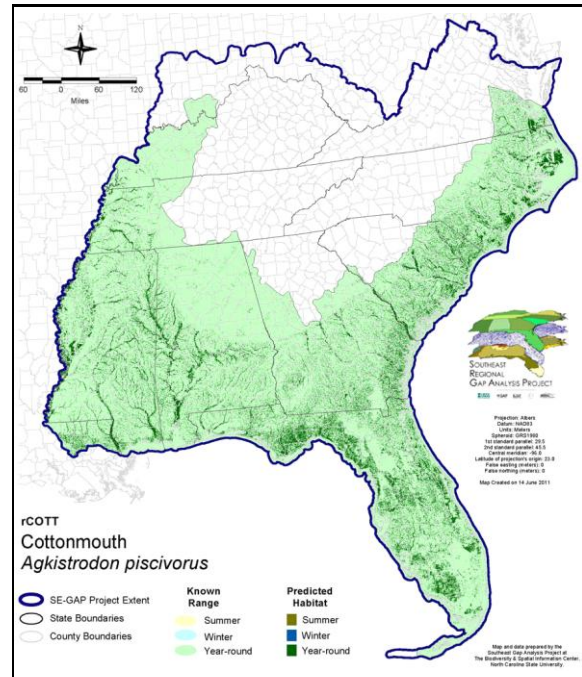 N
60 0 60 120
Miles
SOUTHEAST
REGIONAL
GAP ANALYSIS PROJECT
Projection: Albers
Datum: NAD83
Units: Meters
Spheroid: GRS1980
1st standard parallel: 29.5
2nd standard parallel: 45.5
Central meridian: -96.0
Latitude of projection's origin: 23.0
False easting (meters): 0
False northing (meters): 0
Map Created on 14 June 2011
rCOTT
Cottonmouth
Agkistrodon piscivorus
SE-GAP Project Extent
State Boundaries
County Boundaries
Known
Range
Summer
Winter
Year-round
Predicted
Habitat
Summer
Winter
Year-round
Map and data prepared by the
Southeast Gap Analysis Project at
The Biodiversity & Spatial Information Center,
North Carolina State University.